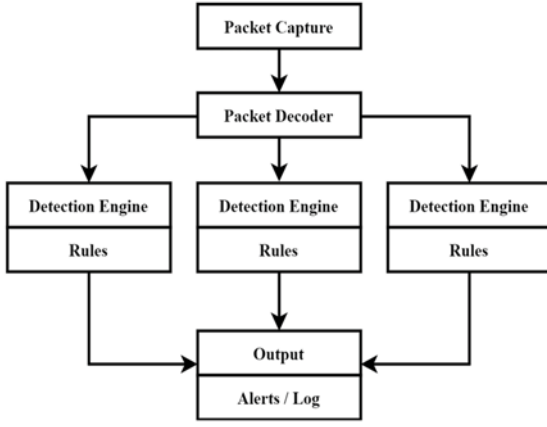 Packet Capture
Packet Decoder
Detection Engine
Rules
Detection Engine
Rules
Detection Engine
Rules
Output
Alerts / Log